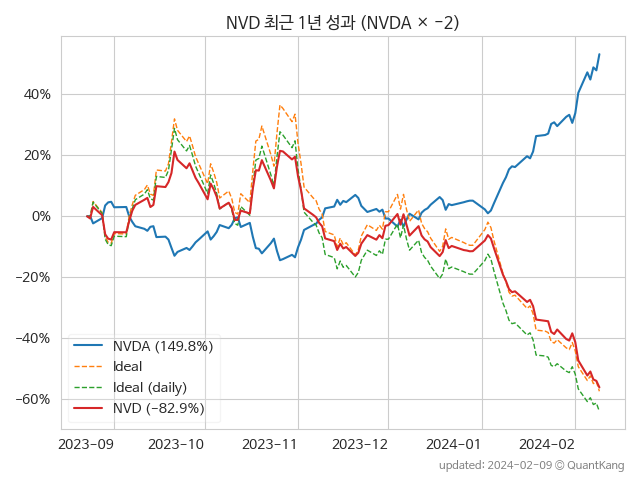 NVD 최근 1년 성과 (NVDA × −2)
40%
20%
0%
−20%
−40%
−60%
NVDA (149.8%)
Ideal
Ideal (daily)
NVD (−82.9%)
2023-09 2023-10 2023-11 2023-12 2024-01 2024-02
updated: 2024-02-09 © QuantKang